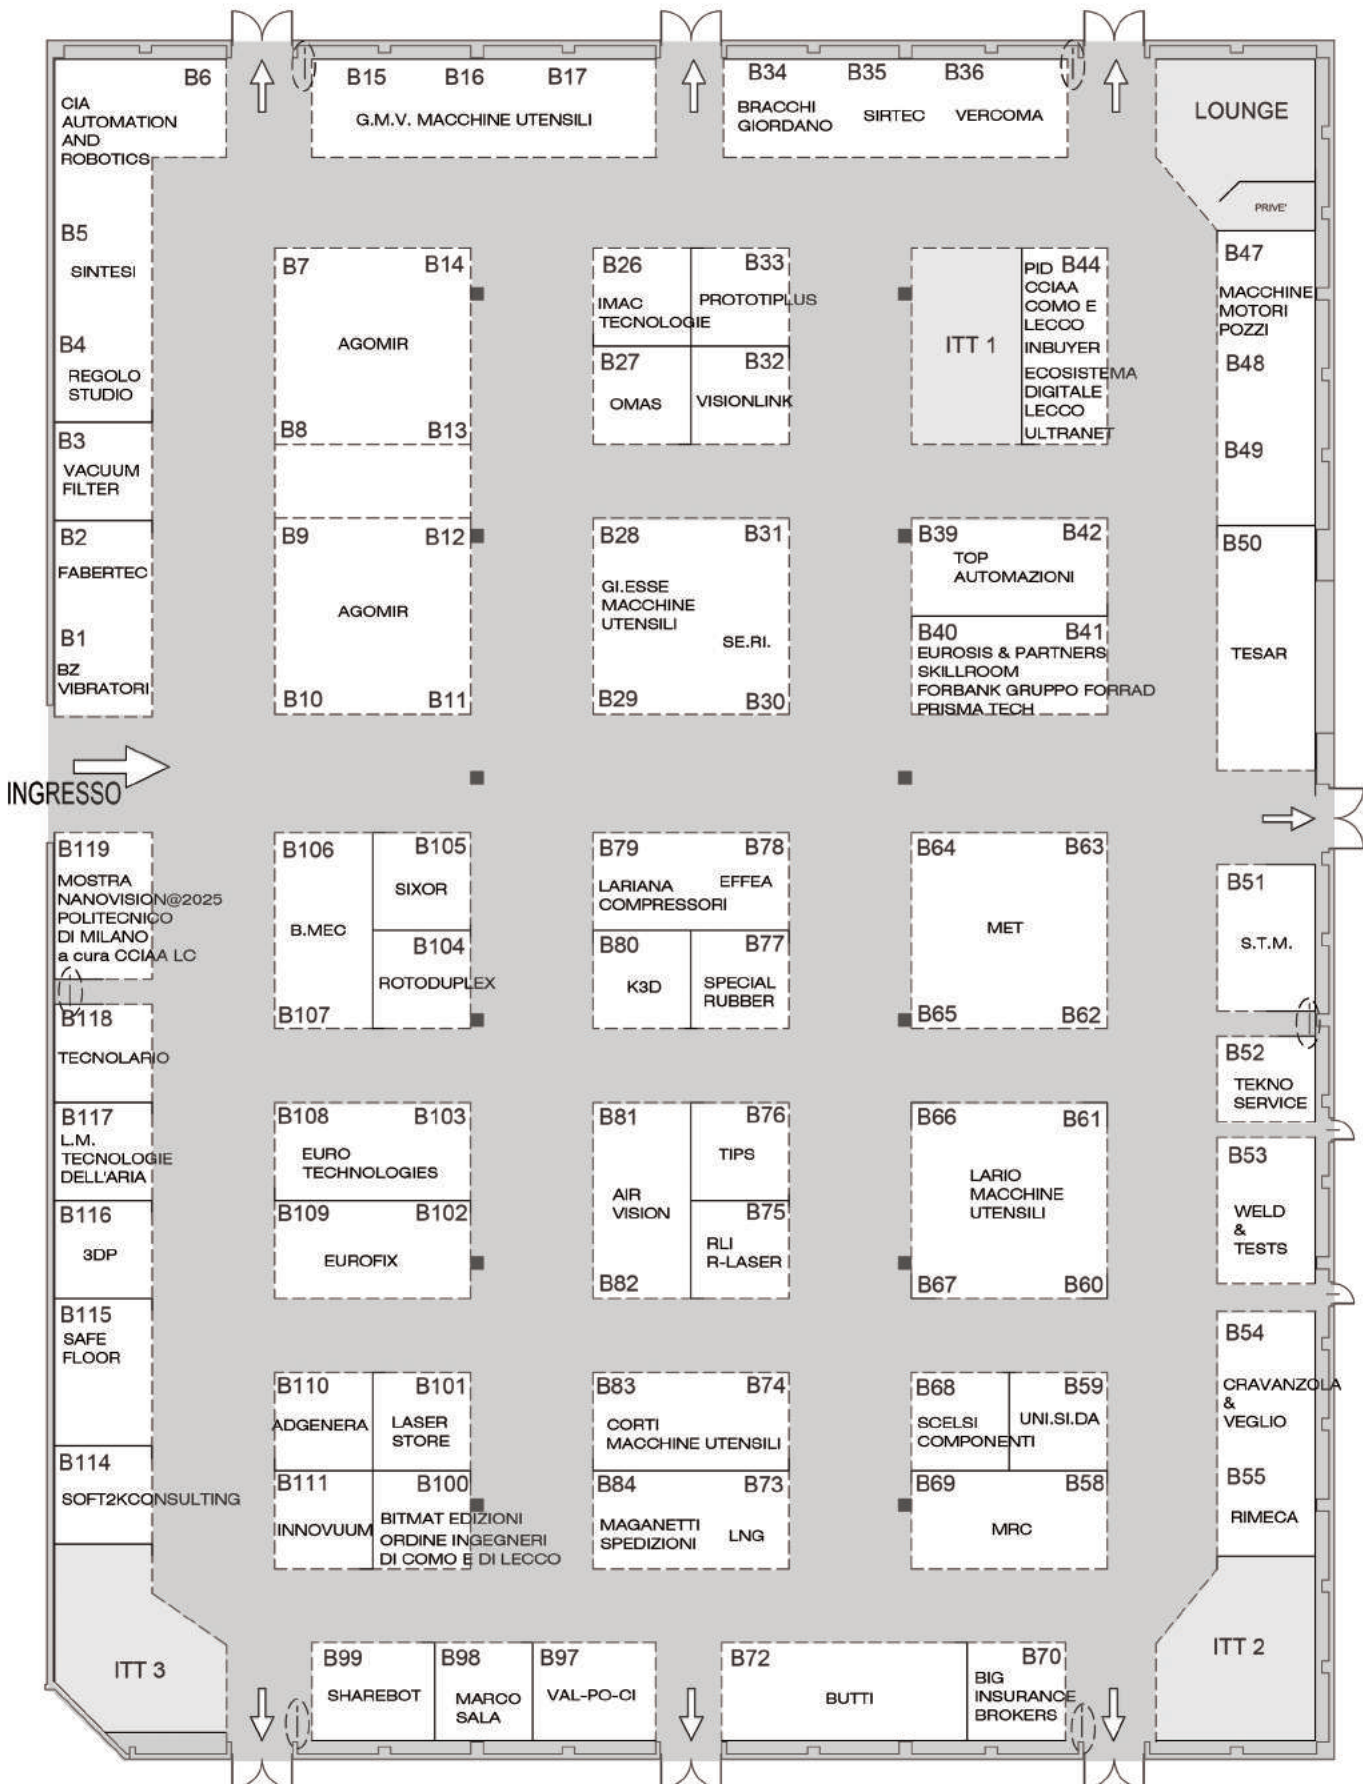 B6
CIA
AUTOMATION
AND
ROBOTICS
B5
SINTESI
B4
REGOLO
STUDIO
B3
VACUUM
FILTER
B2
FABERTEC
B1
BZ
VIBRATORI
B15 B16 B17
G.M.V. MACCHINE UTENSILI
B34 B35 B36
BRACCHI
GIORDANO
SIRTEC
VERCOMA
LOUNGE
PRIVE'
B7 B14
AGOMIR
B8 B13
B9 B12
AGOMIR
B10 B11
B26
IMAC
TECNOLOGIE
B33
PROTOTIPLUS
B27
OMAS
B32
VISIONLINK
B28 B31
GI.ESSE
MACCHINE
UTENSILI
SE.RI.
B29 B30
ITT 1
PID B44
CCIAA
COMO E
LECCO
INBUYER
ECOSISTEMA
DIGITALE
LECCO
ULTRANET
B39 B42
TOP
AUTOMAZIONI
B40 B41
EUROSIS & PARTNERS
SKILLROOM
FORBANK GRUPPO FORRAD
PRISMA TECH
B47
MACCHINE
MOTORI
POZZI
B48
B49
B50
TESAR
INGRESSO
B119
MOSTRA
NANOVISION@2025
POLITECNICO
DI MILANO
a cura CCIAA LC
B118
TECNOLARIO
B117
L.M.
TECNOLOGIE
DELL'ARIA
B116
3DP
B115
SAFE
FLOOR
B114
SOFT2KCONSULTING
ITT 3
B106
B.MEC
B107
B105
SIXOR
B104
ROTODUPLEX
B108 B103
EURO
TECHNOLOGIES
B109 B102
EUROFIX
B110
ADGENERA
B101
LASER
STORE
B111
INNOVUUM
B100
BITMAT EDIZIONI
ORDINE INGEGNERI
DI COMO E DI LECCO
B79 B78
LARIANA
COMPRESSORI
EFFEA
B80
K3D
B77
SPECIAL
RUBBER
B81
AIR
VISION
B82
B76
TIPS
B75
RLI
R-LASER
B83 B74
CORTI
MACCHINE UTENSILI
B84 B73
MAGANETTI
SPEDIZIONI
LNG
B64 B63
MET
B65 B62
B66 B61
LARIO
MACCHINE
UTENSILI
B67 B60
B68
SCELSI
COMPONENTI
B59
UNI.SI.DA
B69 B58
MRC
B51
S.T.M.
B52
TEKNO
SERVICE
B53
WELD
&
TESTS
B54
CRAVANZOLA
&
VEGLIO
B55
RIMECA
ITT 2
B99
SHAREBOT
B98
MARCO
SALA
B97
VAL-PO-CI
B72
BUTTI
B70
BIG
INSURANCE
BROKERS